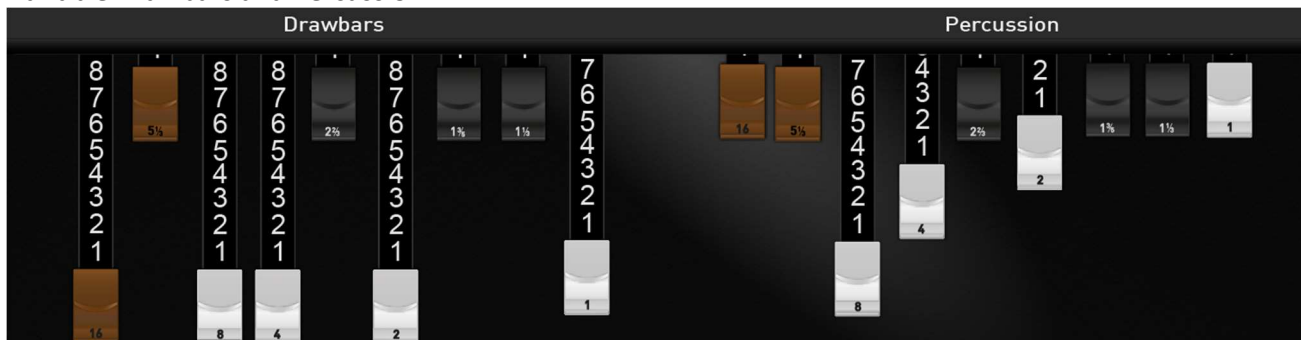 Drawbars Percussion
8 8 8 8 7 7 4 2
7 7 7 7 6 6 3 1
6 5⅓ 6 6 2⅔ 6 1⅗ 1⅓ 5 16 5⅓ 5 2 2⅔ 1⅗ 1⅓ 1
5 5 5 5 4 4 1
4 4 4 4 3 3 2
3 3 3 3 2 2
2 2 2 2 1 1 4
1 1 1 1
1 8
16 8 4 2